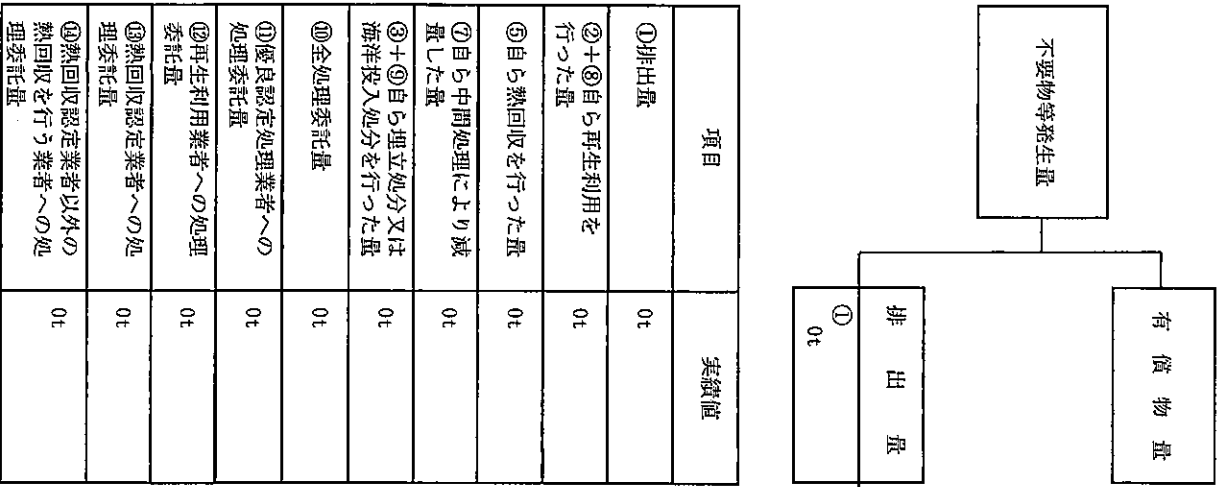 不要物等発生量
有償物量
排出量
①
0t
項目
実績値
①排出量
0t
②+⑧自ら再生利用を
行った量
0t
⑤自ら熱回収を行った量
0t
⑦自ら中間処理により減
量した量
0t
③+⑨自ら埋立処分又は
海洋投入処分を行った量
0t
⑩全処理委託量
0t
⑪優良認定処理業者への
処理委託量
0t
⑫再生利用業者への処理
委託量
0t
⑬熱回収認定業者への処
理委託量
0t
⑭熱回収認定業者以外の
熱回収を行う業者への処
理委託量
0t